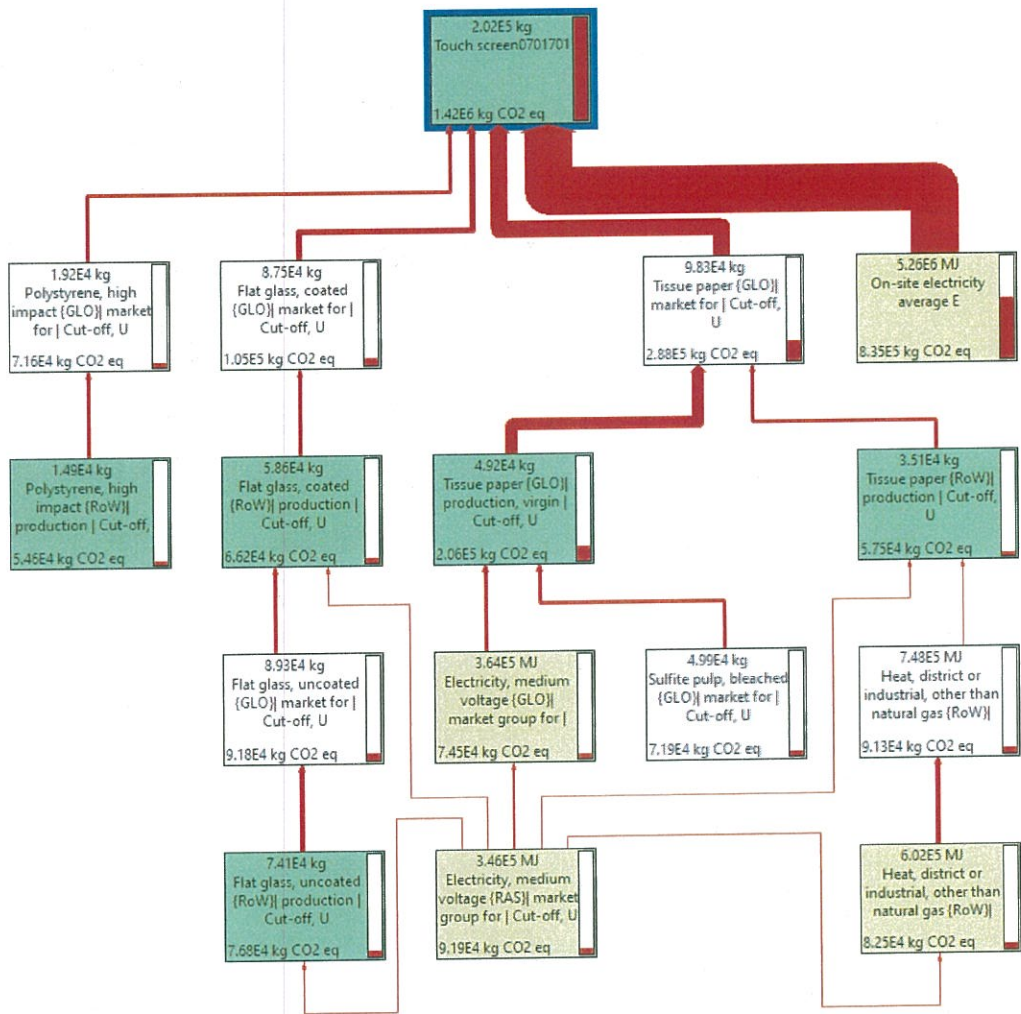 2.02E5 kg
Touch screen0701701
1.42E6 kg CO2 eq
1.92E4 kg
Polystyrene, high
impact {GLO}| market
for | Cut-off, U
7.16E4 kg CO2 eq
8.75E4 kg
Flat glass, coated
{GLO}| market for |
Cut-off, U
1.05E5 kg CO2 eq
9.83E4 kg
Tissue paper {GLO}|
market for | Cut-off,
U
2.88E5 kg CO2 eq
5.26E6 MJ
On-site electricity
average E
8.35E5 kg CO2 eq
1.49E4 kg
Polystyrene, high
impact {RoW}|
production | Cut-off,
5.46E4 kg CO2 eq
5.86E4 kg
Flat glass, coated
{RoW}| production |
Cut-off, U
6.62E4 kg CO2 eq
4.92E4 kg
Tissue paper {GLO}|
production, virgin |
Cut-off, U
2.06E5 kg CO2 eq
3.51E4 kg
Tissue paper {RoW}|
production | Cut-off,
U
5.75E4 kg CO2 eq
8.93E4 kg
Flat glass, uncoated
{GLO}| market for |
Cut-off, U
9.18E4 kg CO2 eq
3.64E5 MJ
Electricity, medium
voltage {GLO}|
market group for |
7.45E4 kg CO2 eq
4.99E4 kg
Sulfite pulp, bleached
{GLO}| market for |
Cut-off, U
7.19E4 kg CO2 eq
7.48E5 MJ
Heat, district or
industrial, other than
natural gas {RoW}|
9.13E4 kg CO2 eq
7.41E4 kg
Flat glass, uncoated
{RoW}| production |
Cut-off, U
7.68E4 kg CO2 eq
3.46E5 MJ
Electricity, medium
voltage {RAS}| market
group for | Cut-off, U
9.19E4 kg CO2 eq
6.02E5 MJ
Heat, district or
industrial, other than
natural gas {RoW}|
8.25E4 kg CO2 eq